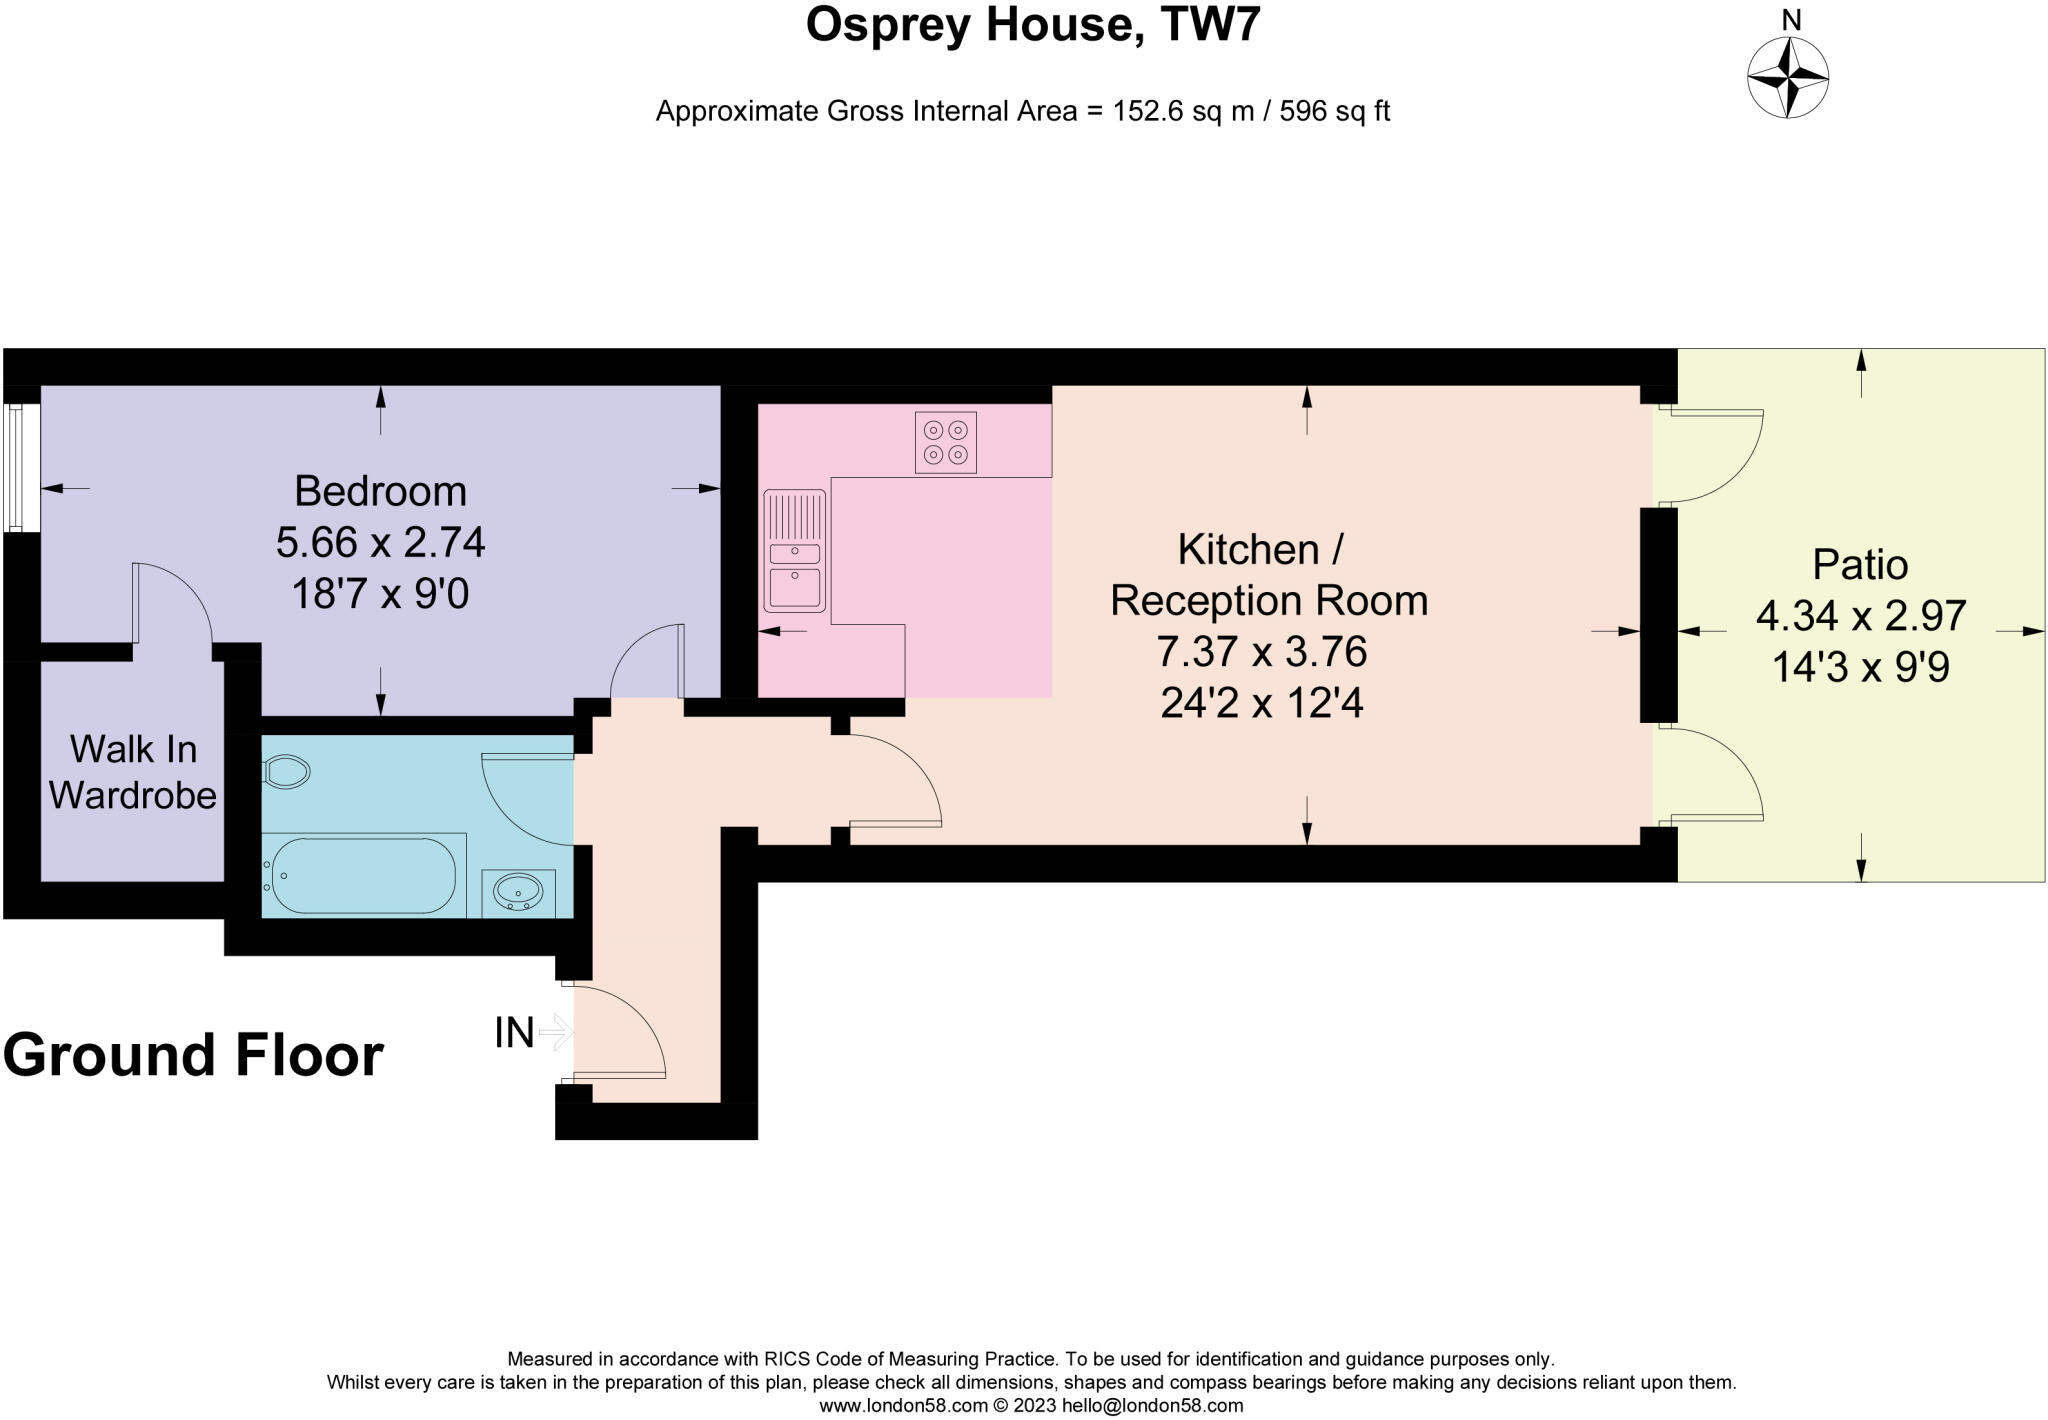 Osprey House, TW7
N
Approximate Gross Internal Area = 152.6 sq m / 596 sq ft
Bedroom
5.66 x 2.74
18'7 x 9'0
Kitchen /
Reception Room
7.37 x 3.76
24'2 x 12'4
Patio
4.34 x 2.97
14'3 x 9'9
Walk In
Wardrobe
IN
Ground Floor
Measured in accordance with RICS Code of Measuring Practice. To be used for identification and guidance purposes only.
Whilst every care is taken in the preparation of this plan, please check all dimensions, shapes and compass bearings before making any decisions reliant upon them.
www.london58.com © 2023 hello@london58.com